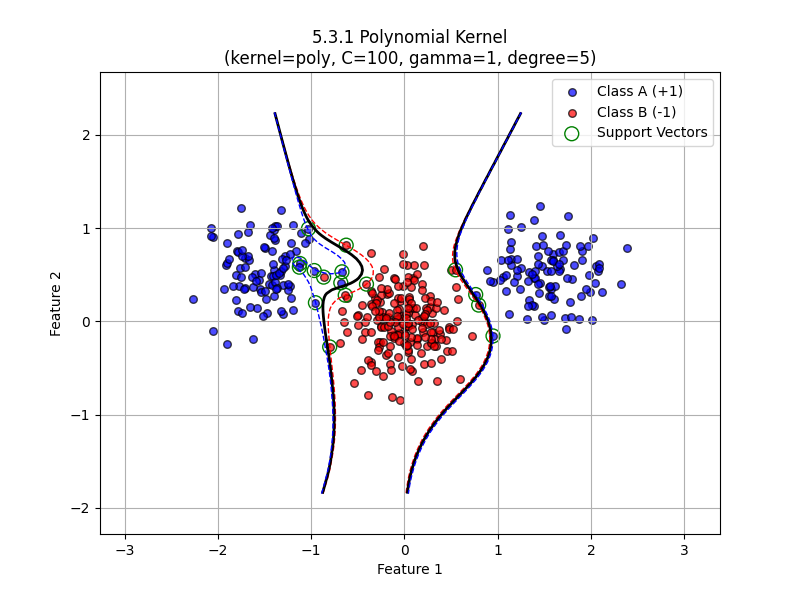 5.3.1 Polynomial Kernel
(kernel=poly, C=100, gamma=1, degree=5)
Class A (+1)
Class B (-1)
Support Vectors
Feature 2
2
1
0
−1
−2
−3
−2
−1
0
1
2
3
Feature 1